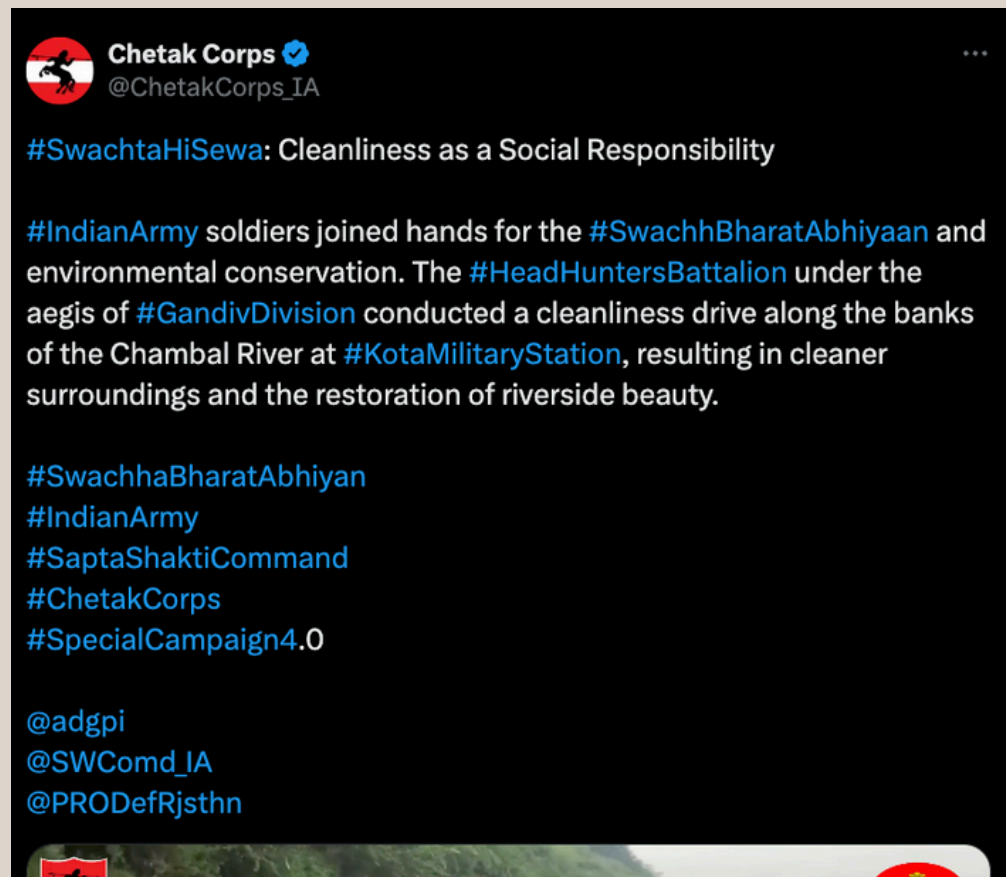 Chetak Corps
@ChetakCorps_IA
#SwachtaHiSewa: Cleanliness as a Social Responsibility
#IndianArmy soldiers joined hands for the #SwachhBharatAbhiyaan and
environmental conservation. The #HeadHuntersBattalion under the
aegis of #GandivDivision conducted a cleanliness drive along the banks
of the Chambal River at #KotaMilitaryStation, resulting in cleaner
surroundings and the restoration of riverside beauty.
#SwachhaBharatAbhiyan
#IndianArmy
#SaptaShaktiCommand
#ChetakCorps
#SpecialCampaign4.0
@adgpi
@SWComd_IA
@PRODefRjsthn